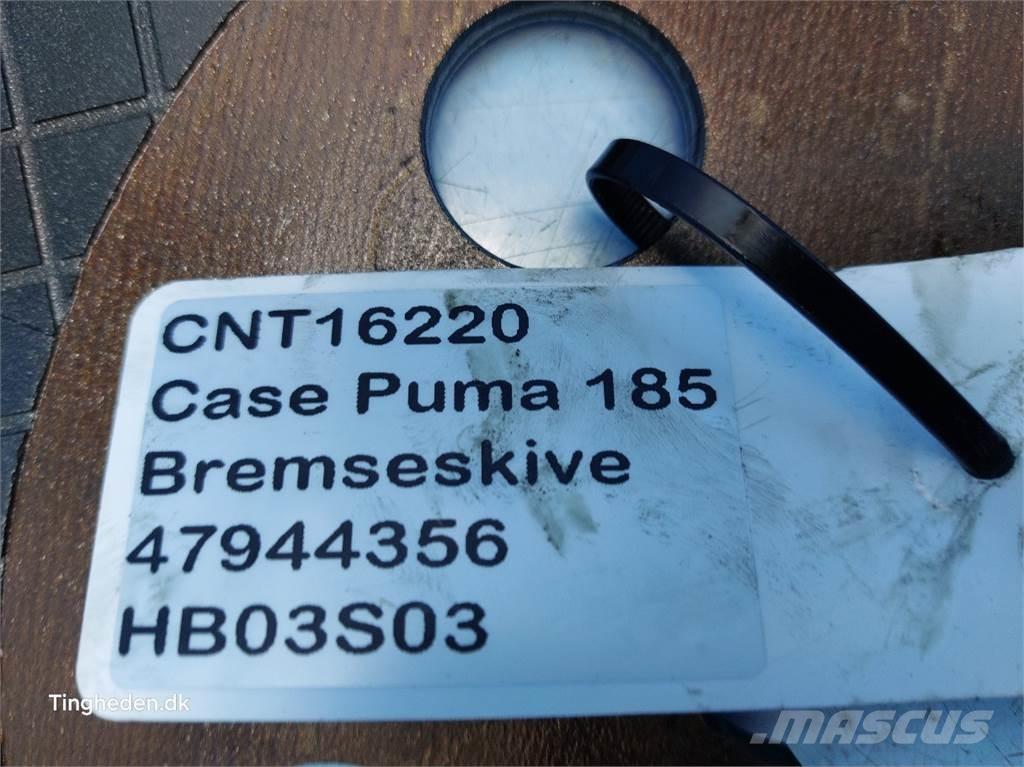 CNT16220
Case Puma 185
Bremseskive
47944356
HB03S03
Tingheden.dk
MASCUS